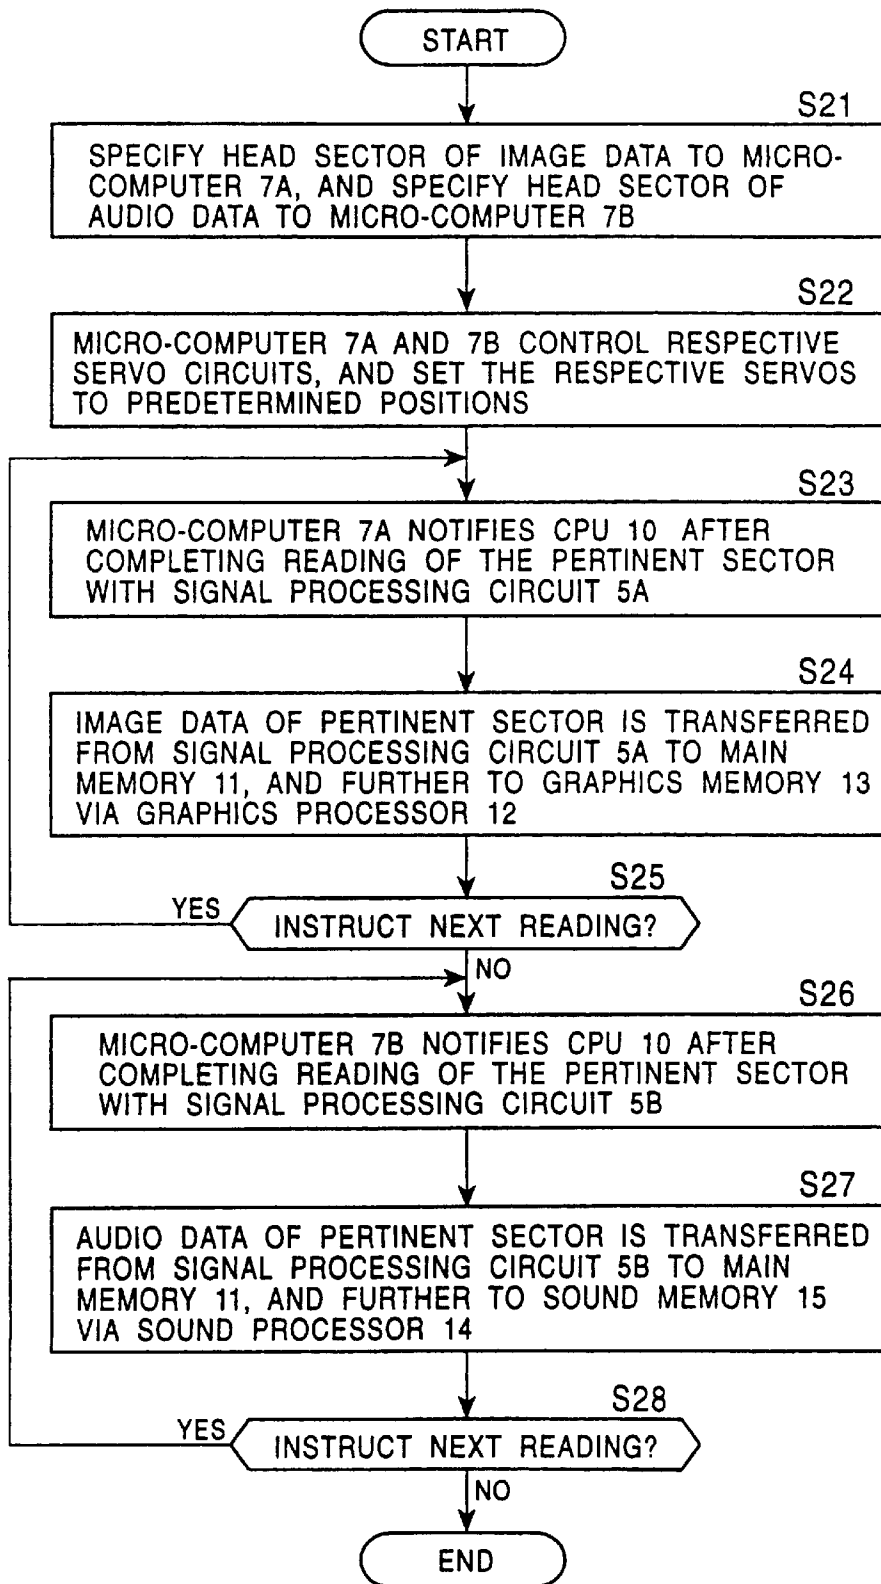 START
S21
SPECIFY HEAD SECTOR OF IMAGE DATA TO MICRO-
COMPUTER 7A, AND SPECIFY HEAD SECTOR OF
AUDIO DATA TO MICRO-COMPUTER 7B
S22
MICRO-COMPUTER 7A AND 7B CONTROL RESPECTIVE
SERVO CIRCUITS, AND SET THE RESPECTIVE SERVOS
TO PREDETERMINED POSITIONS
S23
MICRO-COMPUTER 7A NOTIFIES CPU 10 AFTER
COMPLETING READING OF THE PERTINENT SECTOR
WITH SIGNAL PROCESSING CIRCUIT 5A
S24
IMAGE DATA OF PERTINENT SECTOR IS TRANSFERRED
FROM SIGNAL PROCESSING CIRCUIT 5A TO MAIN
MEMORY 11, AND FURTHER TO GRAPHICS MEMORY 13
VIA GRAPHICS PROCESSOR 12
S25
YES
INSTRUCT NEXT READING?
NO
S26
MICRO-COMPUTER 7B NOTIFIES CPU 10 AFTER
COMPLETING READING OF THE PERTINENT SECTOR
WITH SIGNAL PROCESSING CIRCUIT 5B
S27
AUDIO DATA OF PERTINENT SECTOR IS TRANSFERRED
FROM SIGNAL PROCESSING CIRCUIT 5B TO MAIN
MEMORY 11, AND FURTHER TO SOUND MEMORY 15
VIA SOUND PROCESSOR 14
S28
YES
INSTRUCT NEXT READING?
NO
END